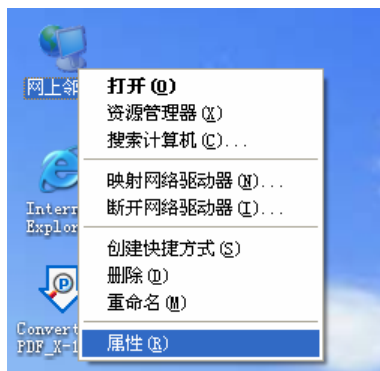 网上邻
打开(O)
资源管理器(X)
搜索计算机(C)...
映射网络驱动器(N)...
断开网络驱动器(I)...
创建快捷方式(S)
删除(D)
重命名(M)
属性(R)
Intern
Explor
Convert
PDF_X-1